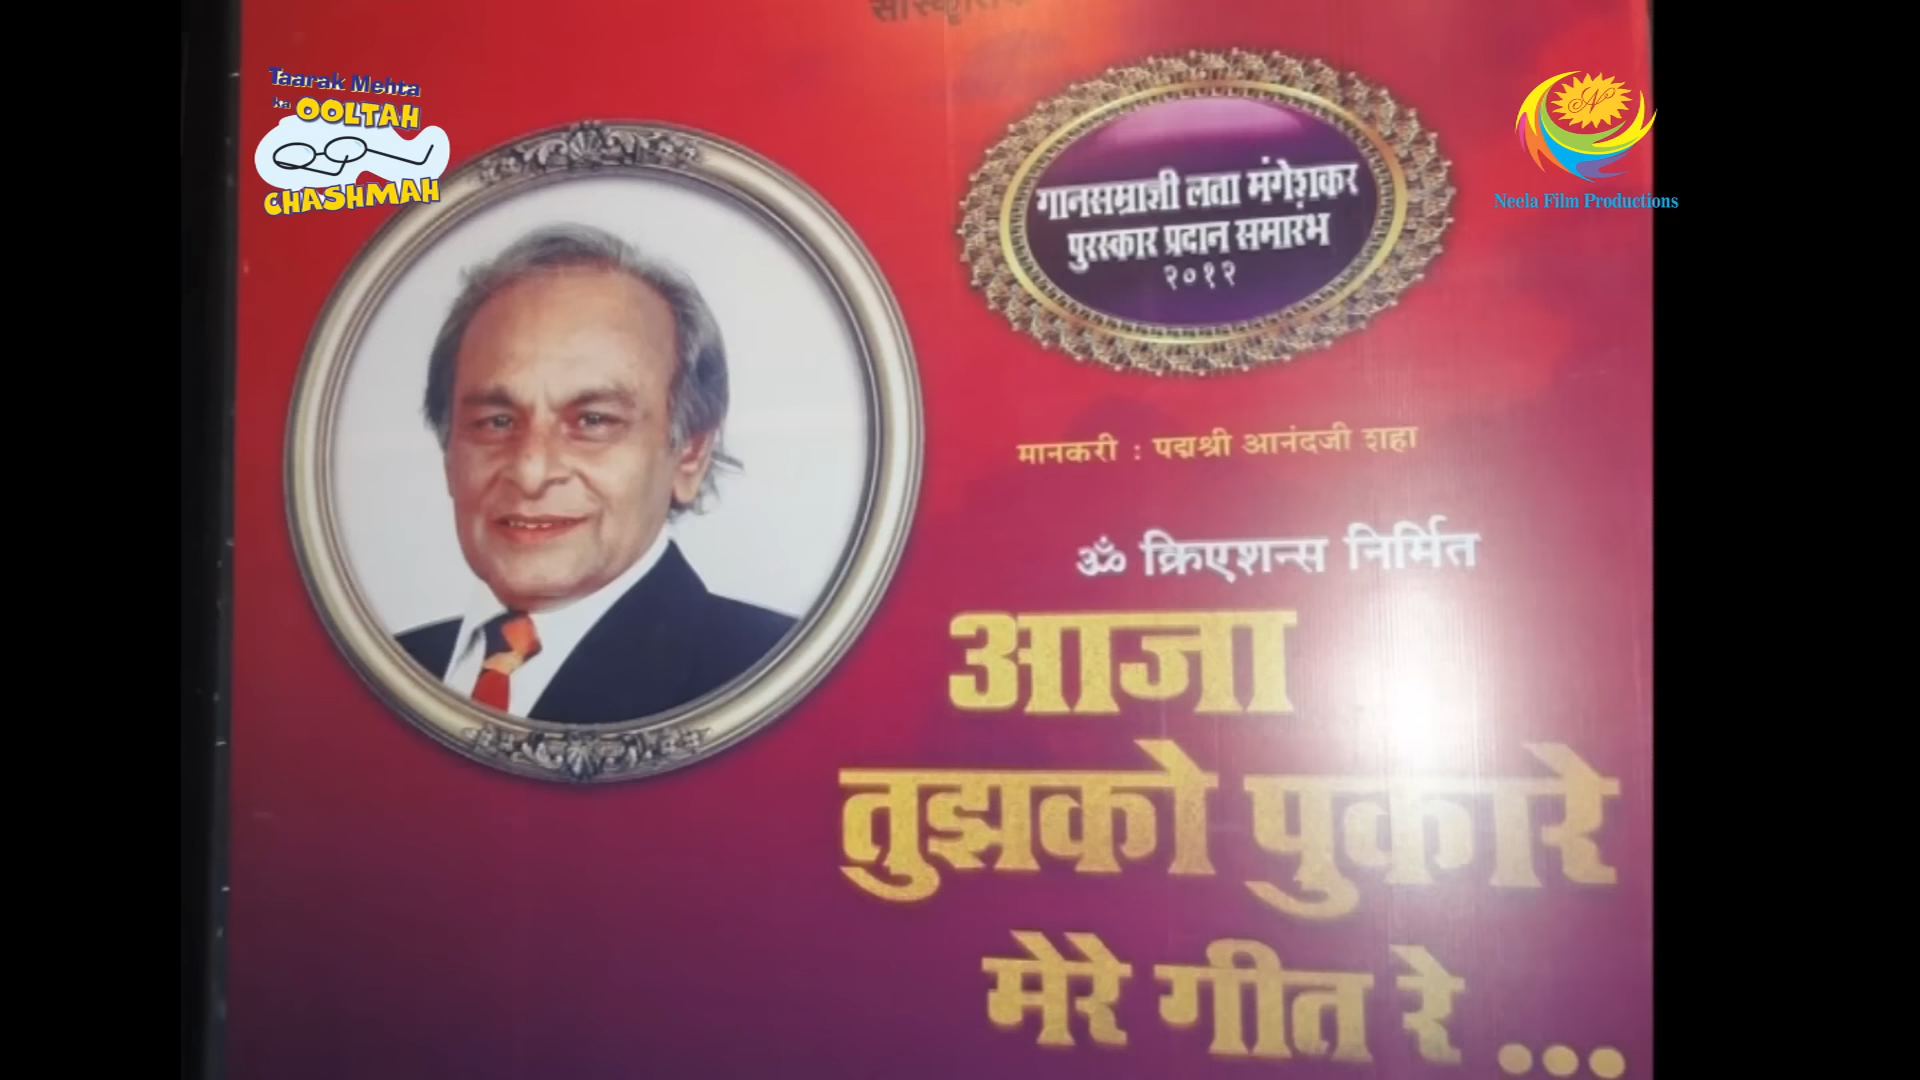 Taarak Mehta
ka OOLTAH
CHASHMAH
Neela Film Productions
गानसम्राज्ञी लता मंगेशकर
पुरस्कार प्रदान समारंभ
२०१२
मानकरी : पद्मश्री आनंदजी शहा
ॐ क्रिएशन्स निर्मित
आजा
तुझको पुकारे
मेरे गीत रे ...